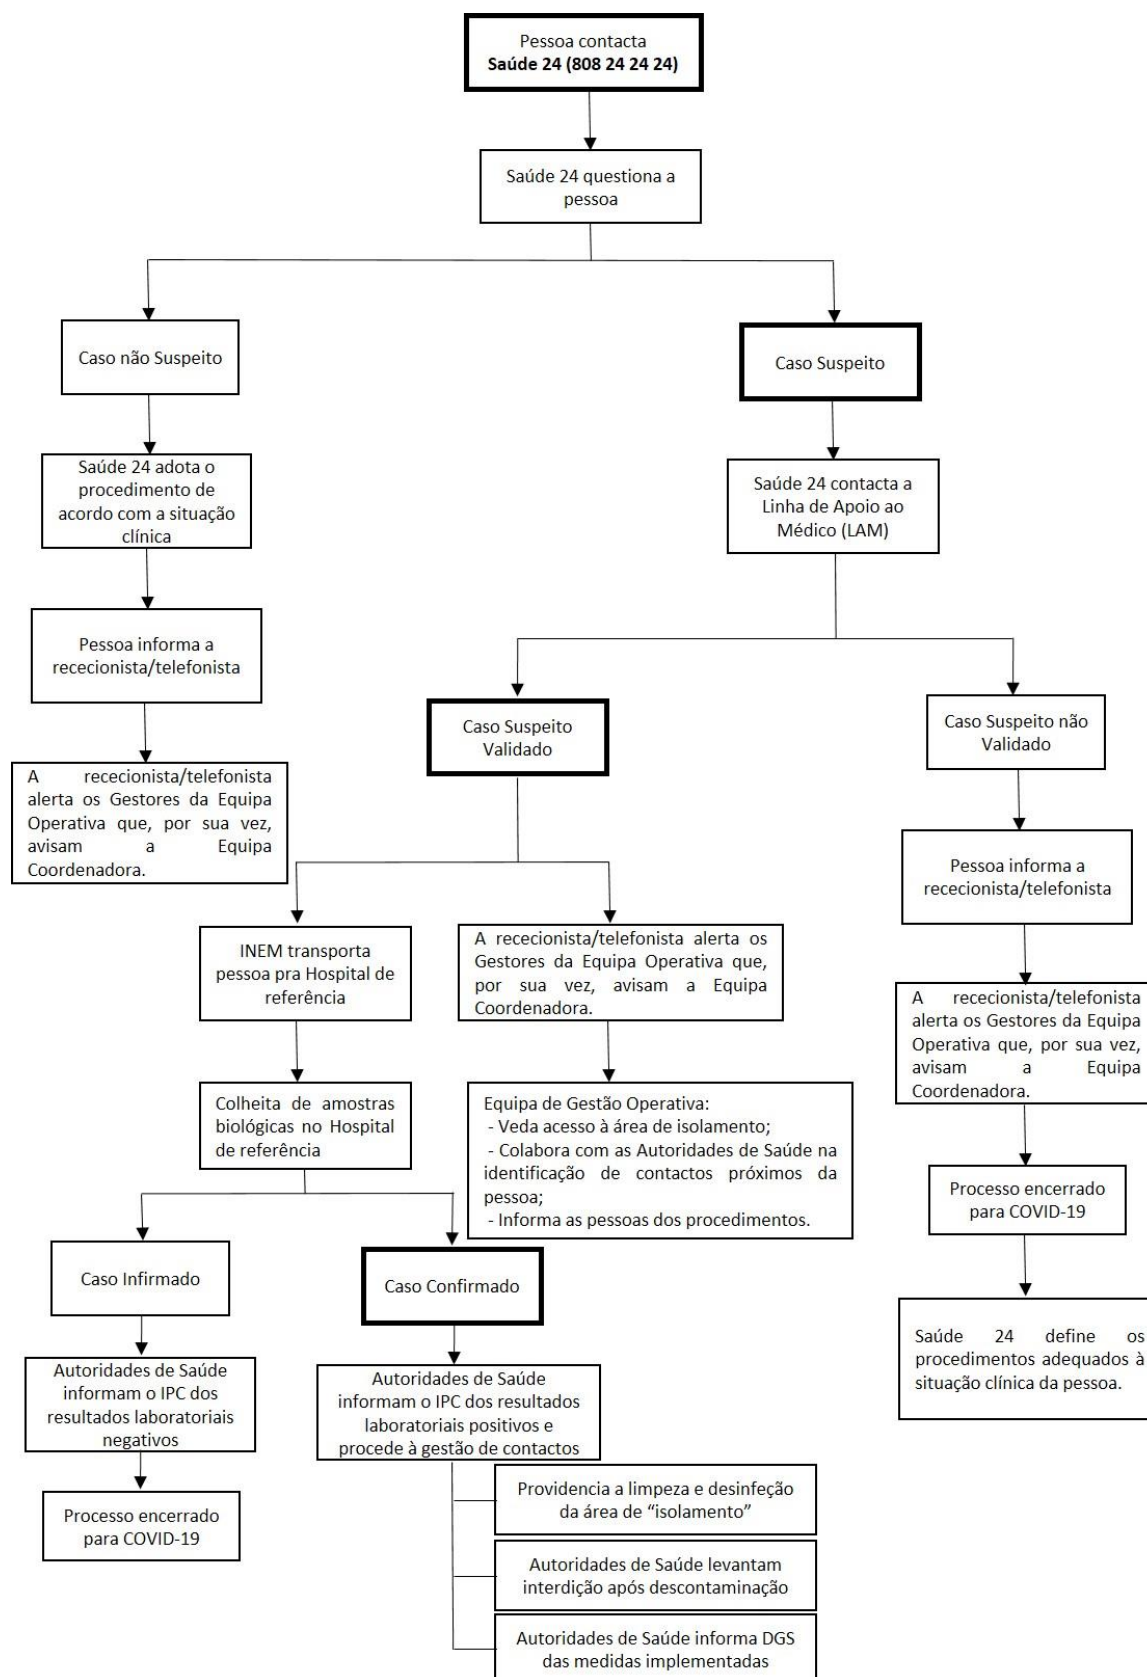 Pessoa contacta
Saúde 24 (808 24 24 24)
Saúde 24 questiona a
pessoa
Caso não Suspeito
Caso Suspeito
Saúde 24 adota o
procedimento de
acordo com a situação
clínica
Saúde 24 contacta a
Linha de Apoio ao
Médico (LAM)
Pessoa informa a
rececionista/telefonista
A rececionista/telefonista
alerta os Gestores da Equipa
Operativa que, por sua vez,
avisam a Equipa
Coordenadora.
Caso Suspeito
Validado
Caso Suspeito não
Validado
Pessoa informa a
rececionista/telefonista
INEM transporta
pessoa pra Hospital de
referência
A rececionista/telefonista alerta os
Gestores da Equipa Operativa que,
por sua vez, avisam a Equipa
Coordenadora.
A rececionista/telefonista
alerta os Gestores da Equipa
Operativa que, por sua vez,
avisam a Equipa
Coordenadora.
Colheita de amostras
biológicas no Hospital
de referência
Equipa de Gestão Operativa:
- Veda acesso à área de isolamento;
- Colabora com as Autoridades de Saúde na
identificação de contactos próximos da
pessoa;
- Informa as pessoas dos procedimentos.
Processo encerrado
para COVID-19
Caso Infirmado
Caso Confirmado
Saúde 24 define os
procedimentos adequados à
situação clínica da pessoa.
Autoridades de Saúde
informam o IPC dos
resultados laboratoriais
negativos
Autoridades de Saúde
informam o IPC dos resultados
laboratoriais positivos e
procede à gestão de contactos
Processo encerrado
para COVID-19
Providencia a limpeza e desinfeção
da área de “isolamento”
Autoridades de Saúde levantam
interdição após descontaminação
Autoridades de Saúde informa DGS
das medidas implementadas